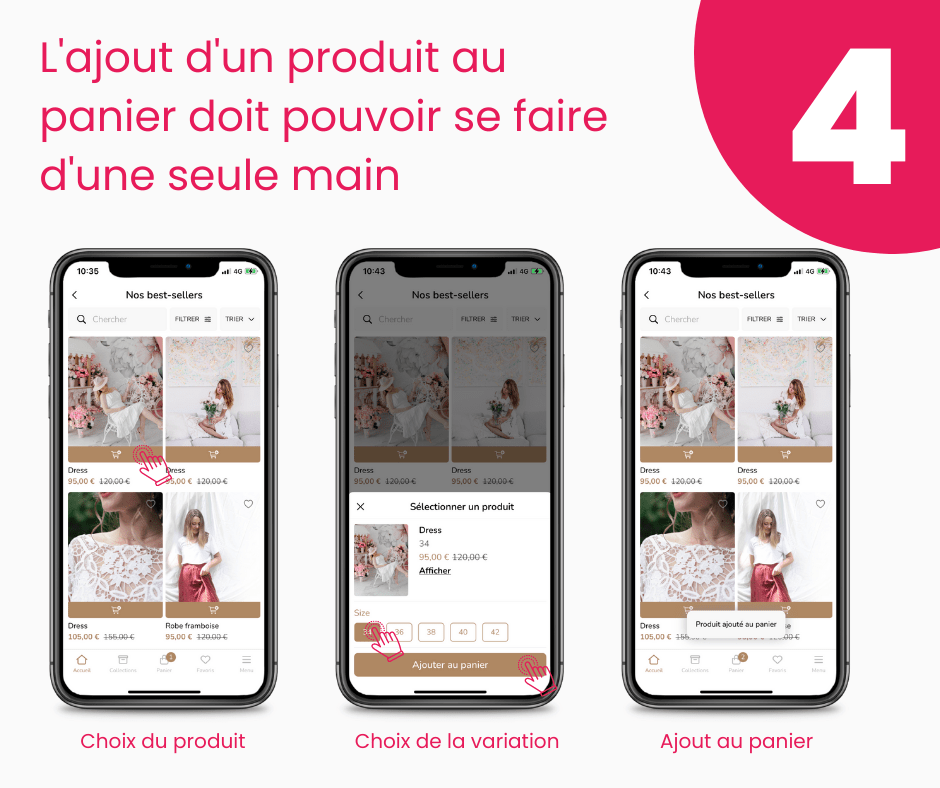 L'ajout d'un produit au
panier doit pouvoir se faire
d'une seule main
4
10:35
4G
Nos best-sellers
Chercher
FILTRER
TRIER
Dress
95,00 € 120,00 €
Dress
95,00 € 120,00 €
Dress
105,00 € 155,00 €
Robe framboise
95,00 € 120,00 €
Accueil
Collections
Panier
1
Favoris
Menu
Choix du produit
10:43
4G
Nos best-sellers
Chercher
FILTRER
TRIER
Dress
95,00 € 120,00 €
Dress
95,00 € 120,00 €
Sélectionner un produit
Dress
34
95,00 € 120,00 €
Afficher
Size
36
38
40
42
Ajouter au panier
Choix de la variation
10:43
4G
Nos best-sellers
Chercher
FILTRER
TRIER
Dress
95,00 € 120,00 €
Dress
95,00 € 120,00 €
Dress
105,00 €
Produit ajouté au panier
Accueil
Collections
Panier
2
Favoris
Menu
Ajout au panier